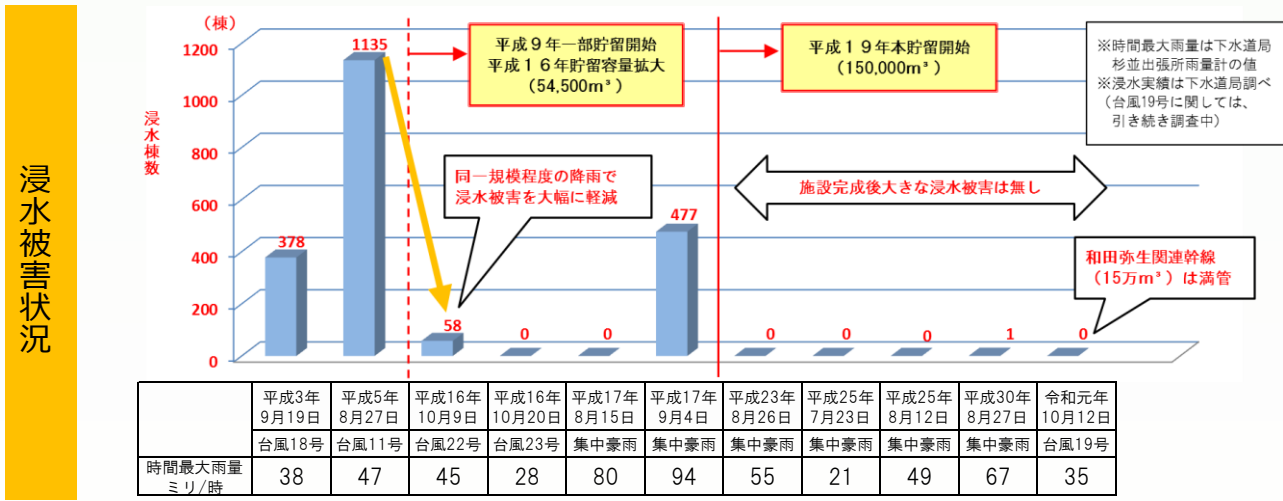 浸水被害状況
（棟）
浸水棟数
1200
1000
800
600
400
200
0
378
1135
58
0
0
477
0
0
0
1
0
平成９年一部貯留開始
平成１６年貯留容量拡大
（54,500m³）
平成１９年本貯留開始
（150,000m³）
※時間最大雨量は下水道局
杉並出張所雨量計の値
※浸水実績は下水道局調べ
（台風19号に関しては、
引き続き調査中）
同一規模程度の降雨で
浸水被害を大幅に軽減
施設完成後大きな浸水被害は無し
和田弥生関連幹線
（15万m³）は満管
平成3年 平成5年 平成16年 平成16年 平成17年 平成17年 平成23年 平成25年 平成25年 平成30年 令和元年
9月19日 8月27日 10月9日 10月20日 8月15日 9月4日 8月26日 7月23日 8月12日 8月27日 10月12日
台風18号 台風11号 台風22号 台風23号 集中豪雨 集中豪雨 集中豪雨 集中豪雨 集中豪雨 集中豪雨 台風19号
時間最大雨量
ミリ/時 38 47 45 28 80 94 55 21 49 67 35